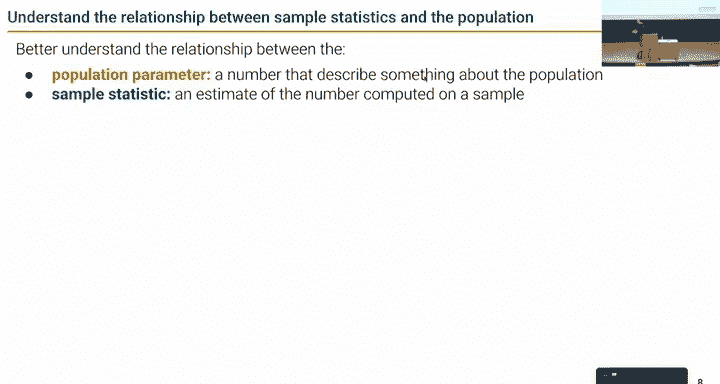 Understand the relationship between sample statistics and the population
Better understand the relationship between the:
● population parameter: a number that describe something about the population
● sample statistic: an estimate of the number computed on a sample
8